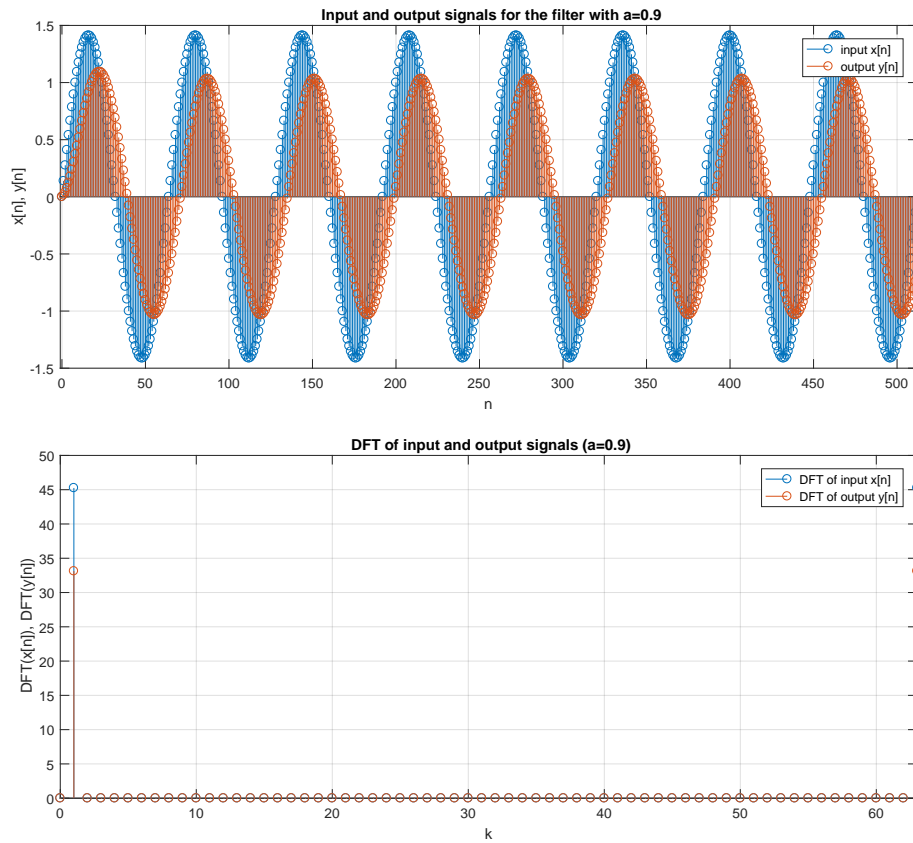 Input and output signals for the filter with a=0.9
1.5
1
0.5
0
-0.5
-1
-1.5
x[n], y[n]
input x[n]
output y[n]
0 50 100 150 200 250 300 350 400 450 500
n
DFT of input and output signals (a=0.9)
50
45
40
35
30
25
20
15
10
5
0
DFT(x[n]), DFT(y[n])
DFT of input x[n]
DFT of output y[n]
0 10 20 30 40 50 60
k